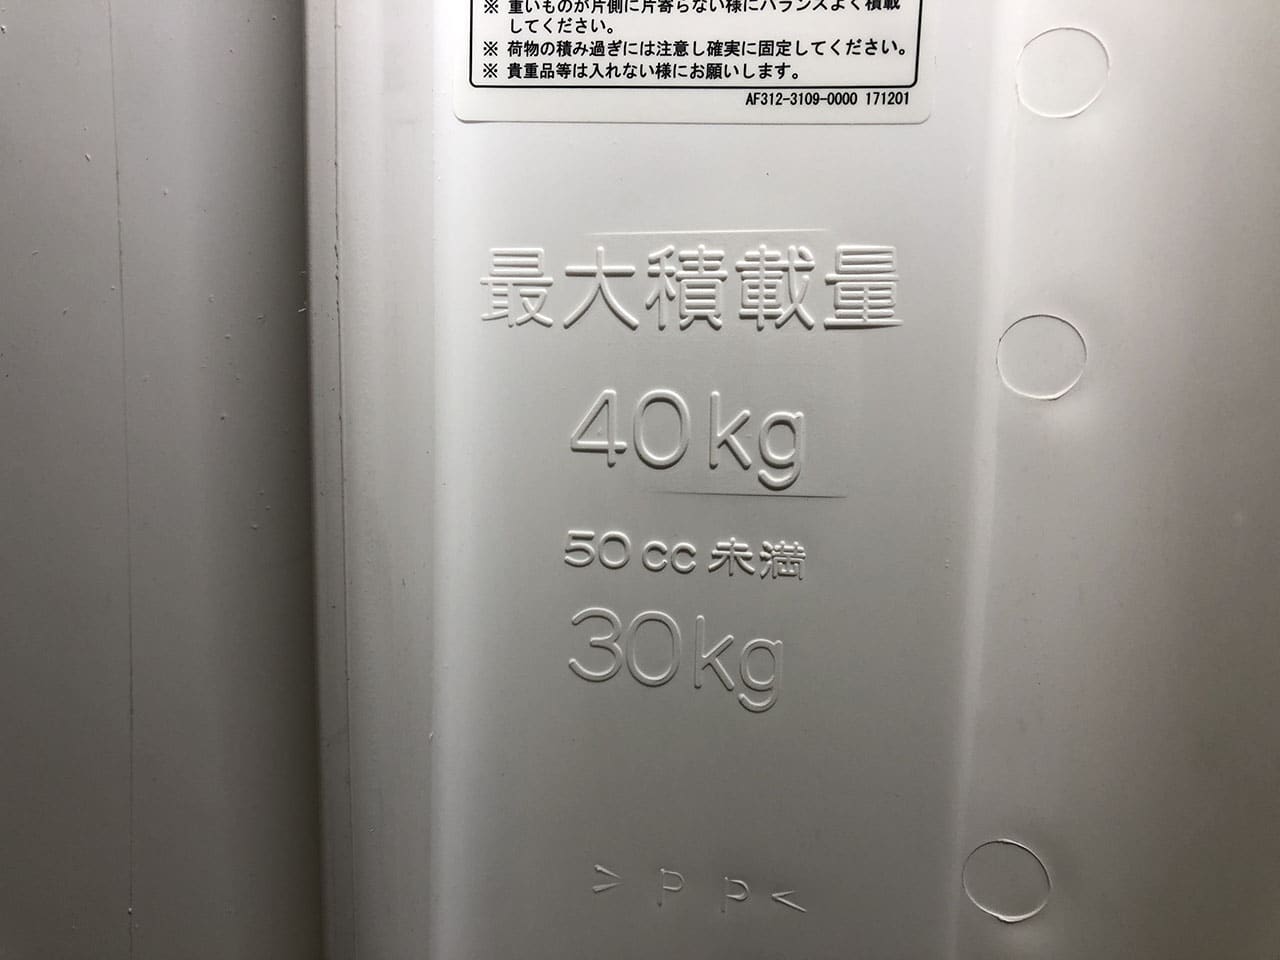 ※ 重いものが片側に片寄らない様にバランスよく積載
してください。
※ 荷物の積み過ぎには注意し確実に固定してください。
※ 貴重品等は入れない様にお願いします。
AF312-3109-0000 171201
最大積載量
40kg
50cc未満
30kg
>PP<